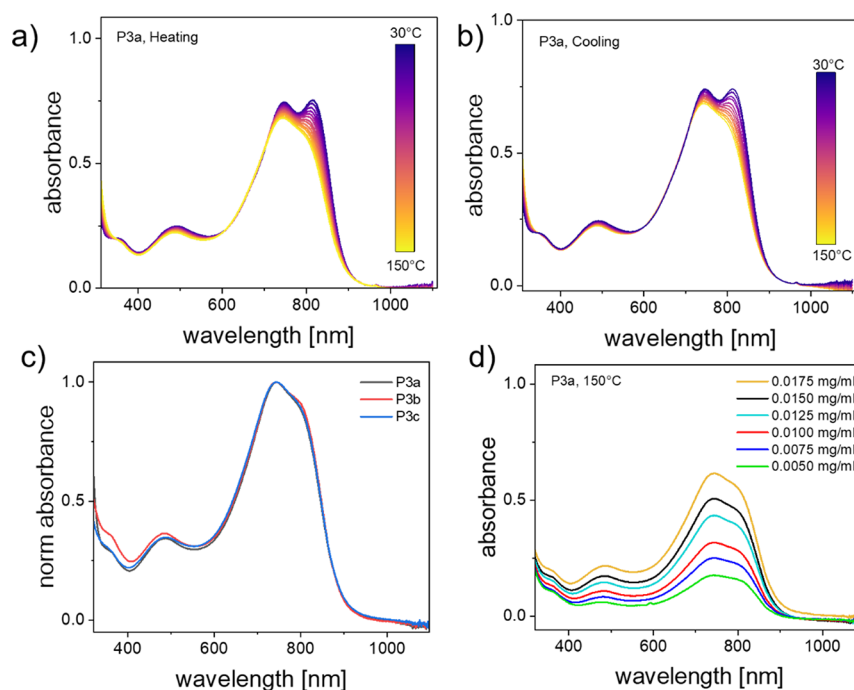 a)
P3a, Heating
30°C
150°C
1.0
0.5
0.0
absorbance
400 600 800 1000
wavelength [nm]
b)
P3a, Cooling
30°C
150°C
1.0
0.5
0.0
absorbance
400 600 800 1000
wavelength [nm]
c)
P3a
P3b
P3c
1.0
0.5
0.0
norm absorbance
400 600 800 1000
wavelength [nm]
d)
P3a, 150°C
0.0175 mg/ml
0.0150 mg/ml
0.0125 mg/ml
0.0100 mg/ml
0.0075 mg/ml
0.0050 mg/ml
1.0
0.5
0.0
absorbance
400 600 800 1000
wavelength [nm]